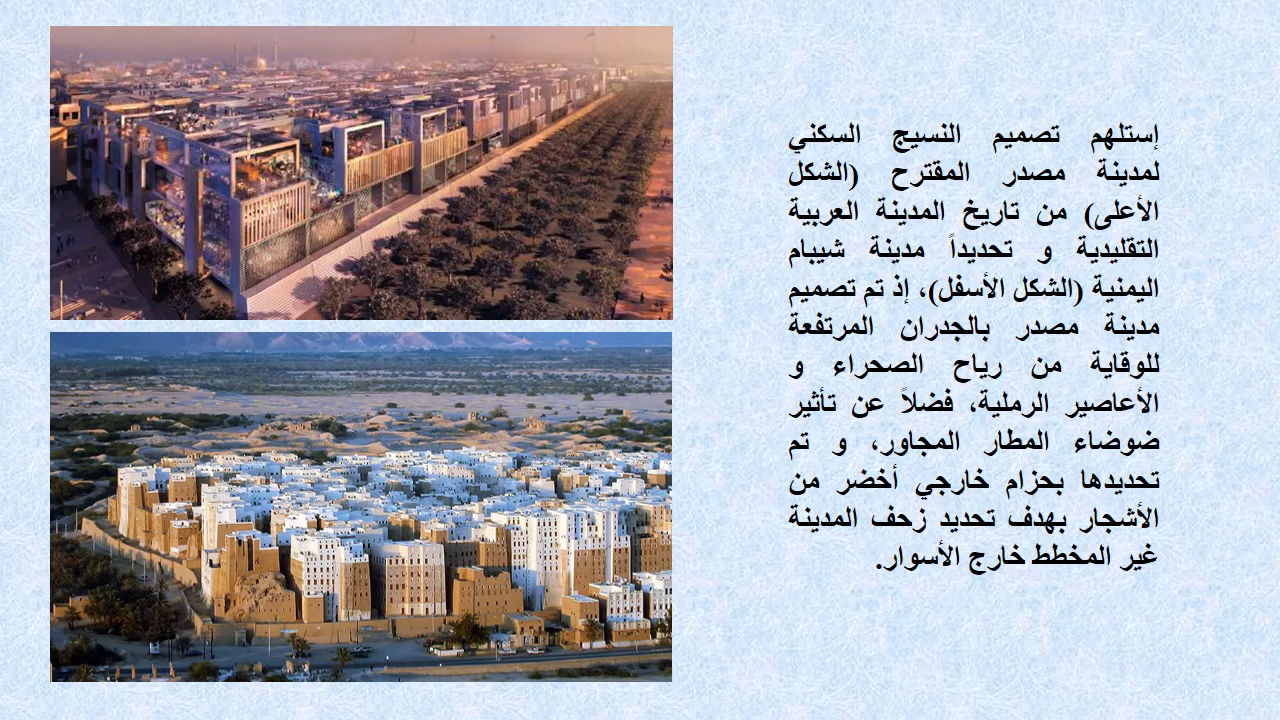 إستلهم تصميم النسيج السكني
لمدينة مصدر المقترح (الشكل
الأعلى) من تاريخ المدينة العربية
التقليدية و تحديداً مدينة شيبام
اليمنية (الشكل الأسفل)، إذ تم تصميم
مدينة مصدر بالجدران المرتفعة
للوقاية من رياح الصحراء و
الأعاصير الرملية، فضلاً عن تأثير
ضوضاء المطار المجاور، و تم
تحديدها بحزام خارجي أخضر من
الأشجار بهدف تحديد زحف المدينة
غير المخطط خارج الأسوار.